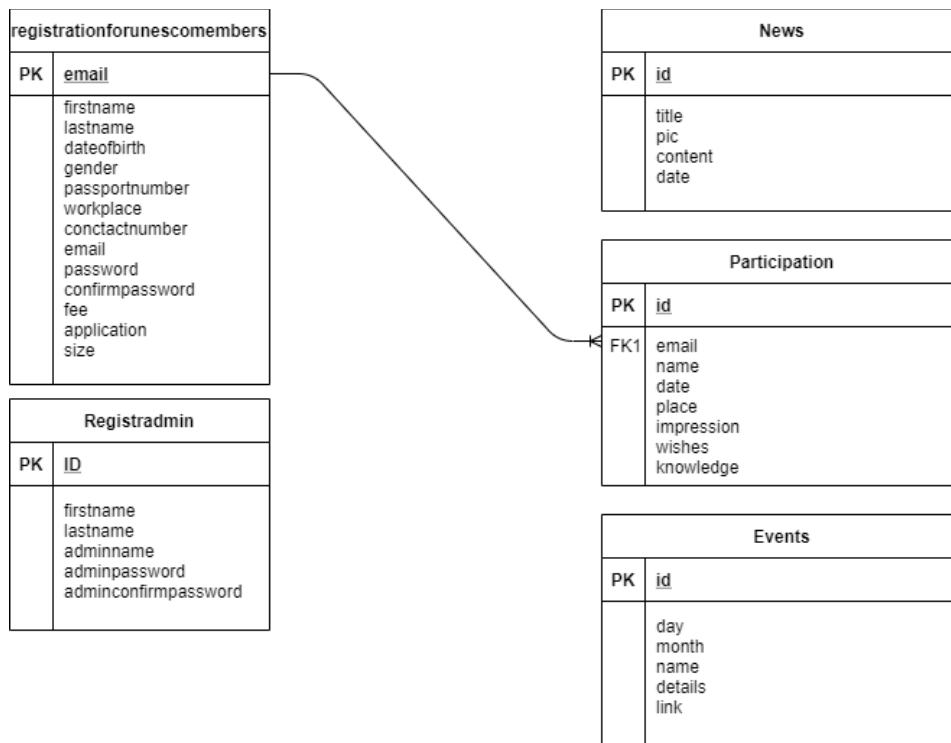 registrationforunescomembers
PK email
firstname
lastname
dateofbirth
gender
passportnumber
workplace
conctactnumber
email
password
confirmpassword
fee
application
size
Registradmin
PK ID
firstname
lastname
adminname
adminpassword
adminconfirmpassword
News
PK id
title
pic
content
date
Participation
PK id
FK1 email
name
date
place
impression
wishes
knowledge
Events
PK id
day
month
name
details
link